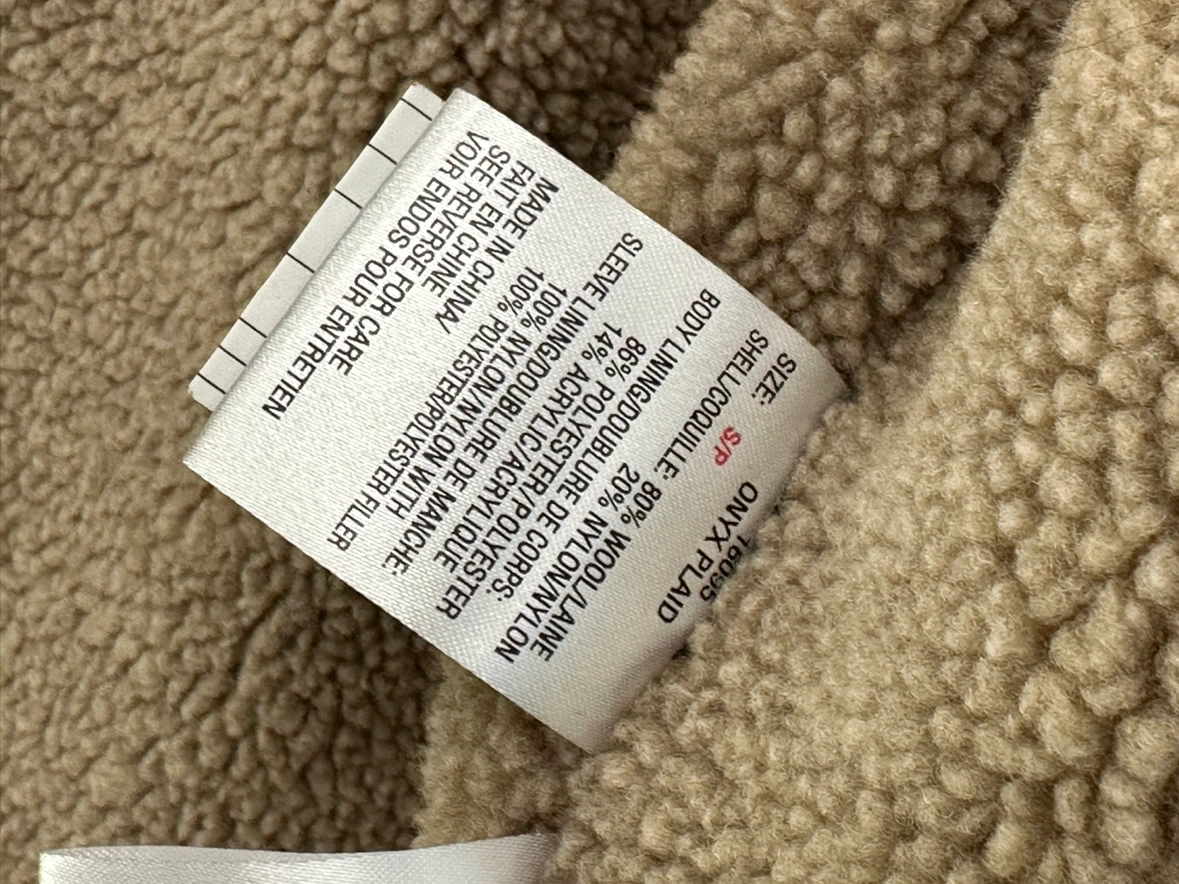 SIZE: S/P ONYX PLAID
SHELL/COQUILLE: 80% WOOL/LAINE
20% NYLON/NYLON
BODY LINING/DOUBLURE DE CORPS:
86% POLYESTER/POLYESTER
14% ACRYLIC/ACRYLIQUE
SLEEVE LINING/DOUBLURE DE MANCHE:
100% NYLON/NYLON WITH
100% POLYESTER/POLYESTER FILLER
MADE IN CHINA/
FAIT EN CHINE
SEE REVERSE FOR CARE
VOIR ENDOS POUR ENTRETIEN